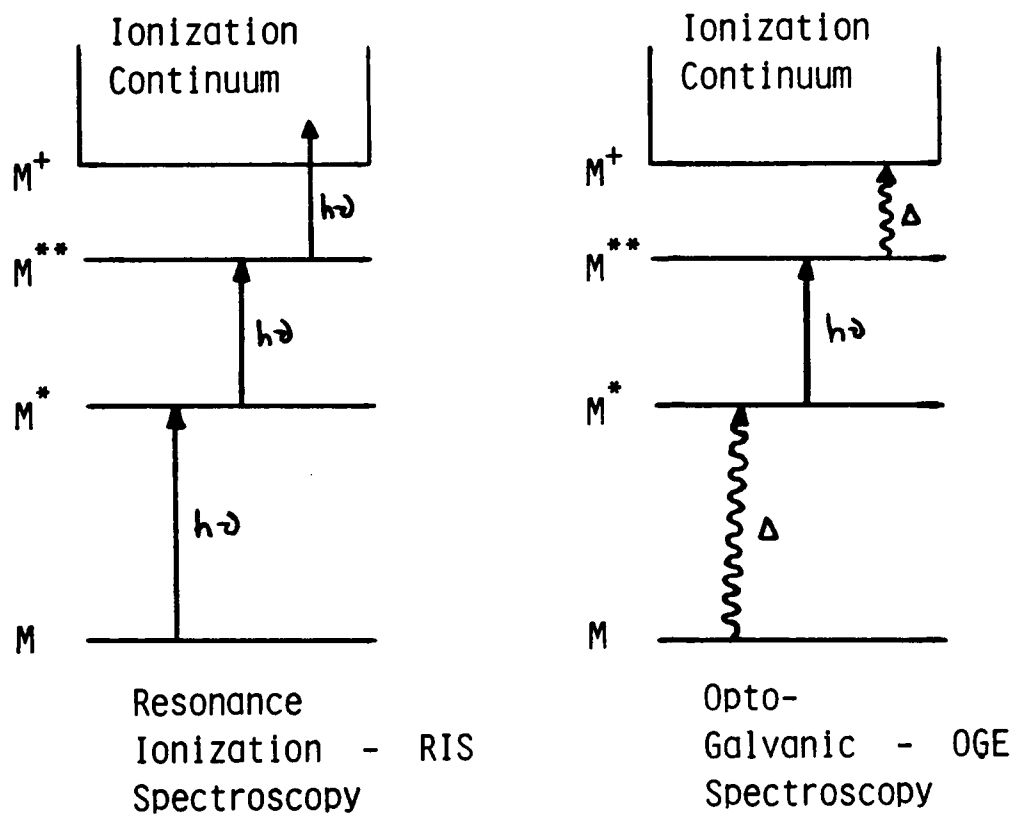 Ionization
Continuum
M+
hν
M**
hν
M*
hν
M
Resonance
Ionization - RIS
Spectroscopy
Ionization
Continuum
M+
Δ
M**
hν
M*
Δ
M
Opto-
Galvanic - OGE
Spectroscopy